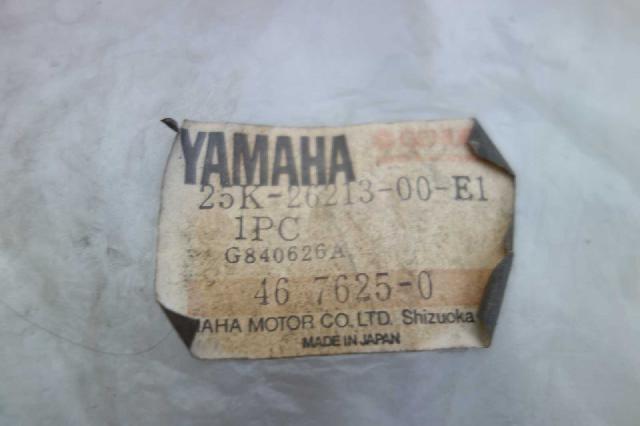 YAMAHA
25K-26213-00-E1
1PC
G840626A
46 7625-0
AHA MOTOR CO.LTD. Shizuoka
MADE IN JAPAN